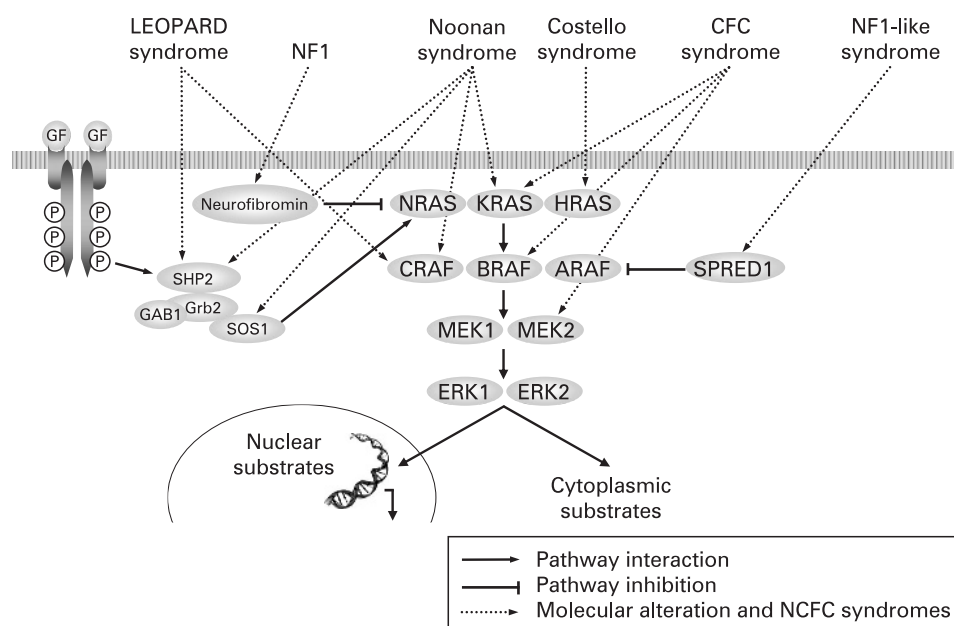 LEOPARD
syndrome
NF1
Noonan
syndrome
Costello
syndrome
CFC
syndrome
NF1-like
syndrome
GF
GF
P
P
P
P
P
P
Neurofibromin
NRAS
KRAS
HRAS
SHP2
CRAF
BRAF
ARAF
SPRED1
GAB1
Grb2
SOS1
MEK1
MEK2
ERK1
ERK2
Nuclear
substrates
Cytoplasmic
substrates
Pathway interaction
Pathway inhibition
Molecular alteration and NCFC syndromes